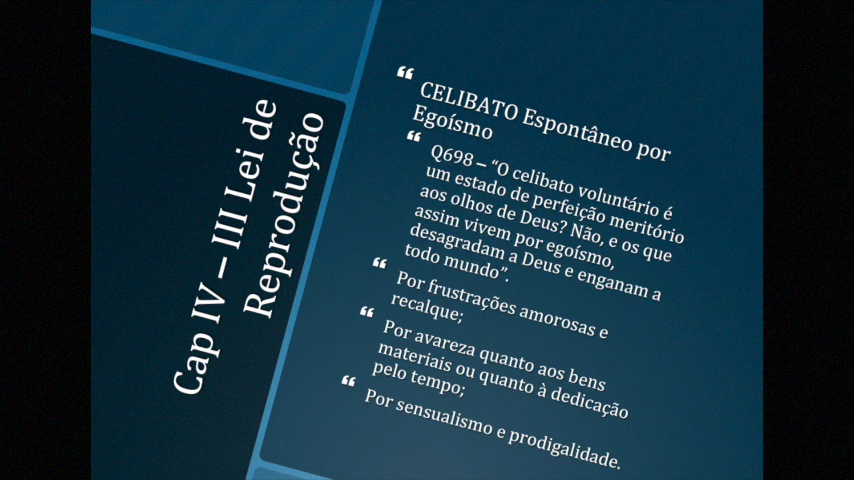 Cap IV – III Lei de
Reprodução
CELIBATO Espontâneo por
Egoísmo
Q698 – “O celibato voluntário é
um estado de perfeição meritório
aos olhos de Deus? Não, e os que
assim vivem por egoísmo,
desagradam a Deus e enganam a
todo mundo”.
Por frustrações amorosas e
recalque;
Por avareza quanto aos bens
materiais ou quanto à dedicação
pelo tempo;
Por sensualismo e prodigalidade.